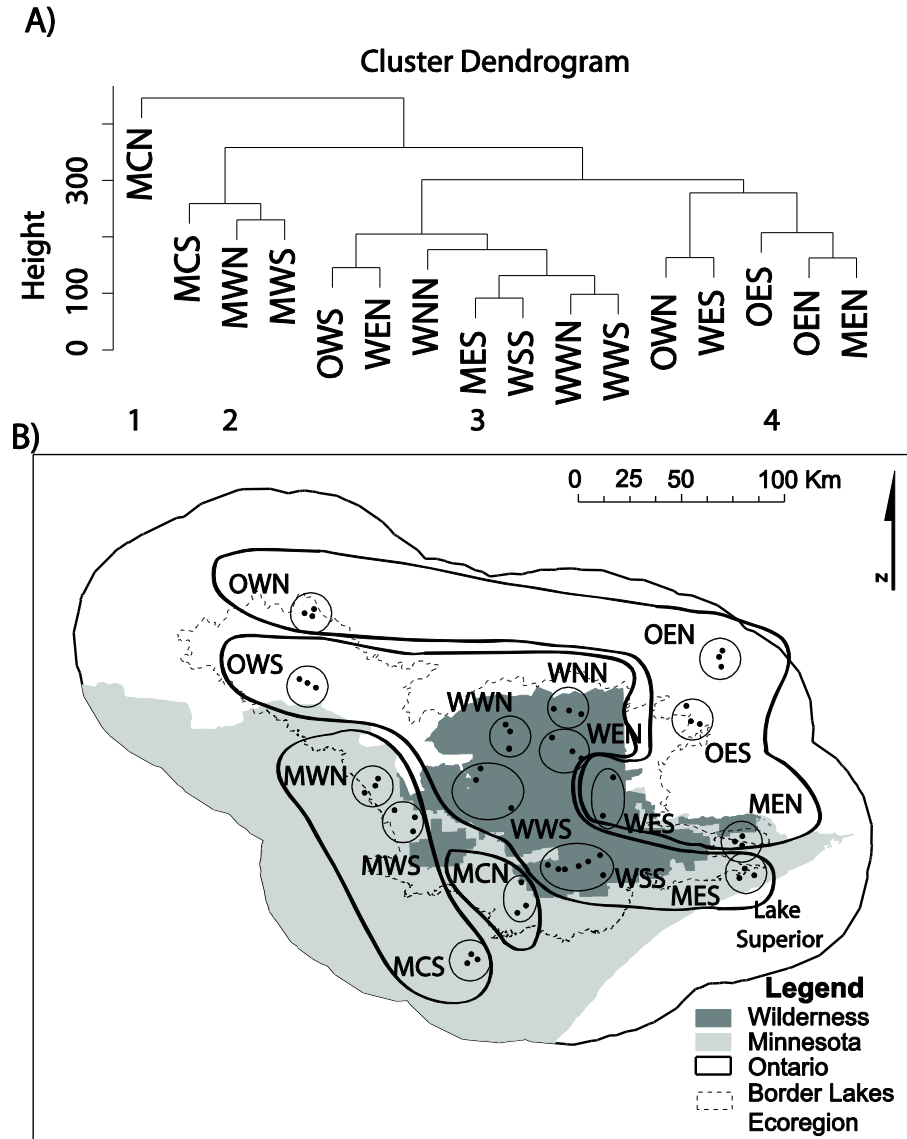 A)
Cluster Dendrogram
Height
0
100
300
MCN
MCS
MWN
MWS
OWS
WEN
WNN
MES
WSS
WWN
WWS
OWN
WES
OES
OEN
MEN
1 2 3 4
B)
0 25 50 100 Km
z
OWN
OEN
OWS
WNN
WWN
WEN
OES
MWN
MEN
WWS
WES
MWS
MCN
WSS
MES
Lake
Superior
MCS
Legend
Wilderness
Minnesota
Ontario
Border Lakes
Ecoregion